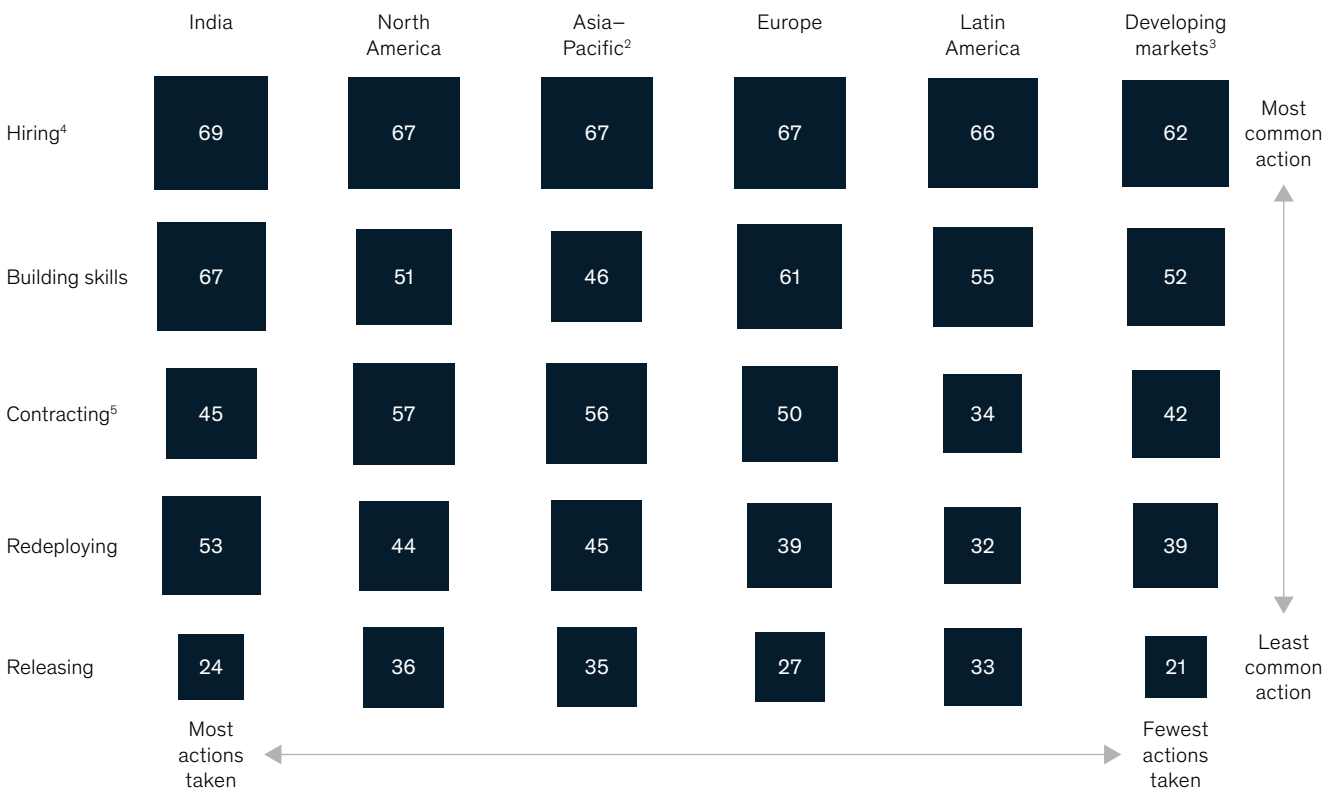 India
North
America
Asia–
Pacific²
Europe
Latin
America
Developing
markets³
Hiring⁴
69
67
67
67
66
62
Most
common
action
Building skills
67
51
46
61
55
52
Contracting⁵
45
57
56
50
34
42
Redeploying
53
44
45
39
32
39
Releasing
24
36
35
27
33
21
Least
common
action
Most
actions
taken
Fewest
actions
taken